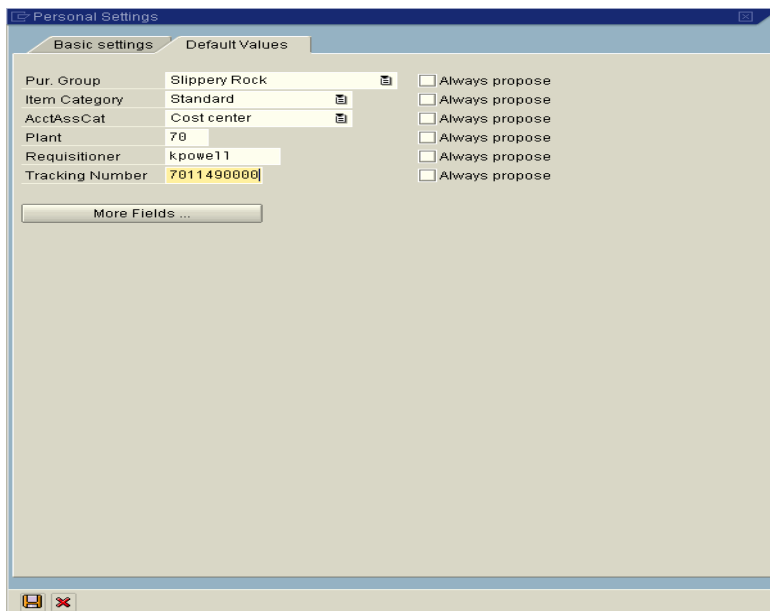 Personal Settings
Basic settings Default Values
Pur. Group Slippery Rock Always propose
Item Category Standard Always propose
AcctAssCat Cost center Always propose
Plant 70 Always propose
Requisitioner kpowell Always propose
Tracking Number 7011490000 Always propose
More Fields ...